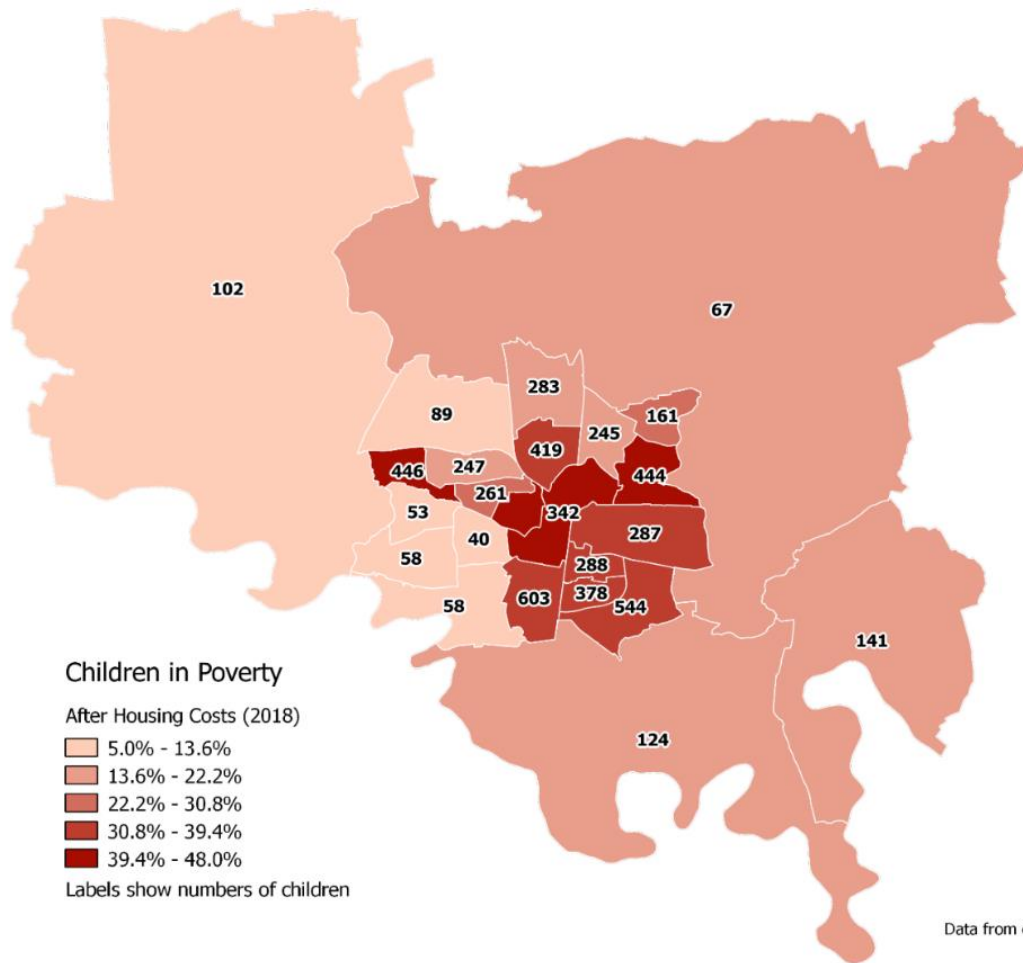 102
67
283
89
161
245
419
247
446
444
261
342
53
287
40
58
288
378
603
544
58
141
124
Children in Poverty
After Housing Costs (2018)
5.0% - 13.6%
13.6% - 22.2%
22.2% - 30.8%
30.8% - 39.4%
39.4% - 48.0%
Labels show numbers of children
Data from